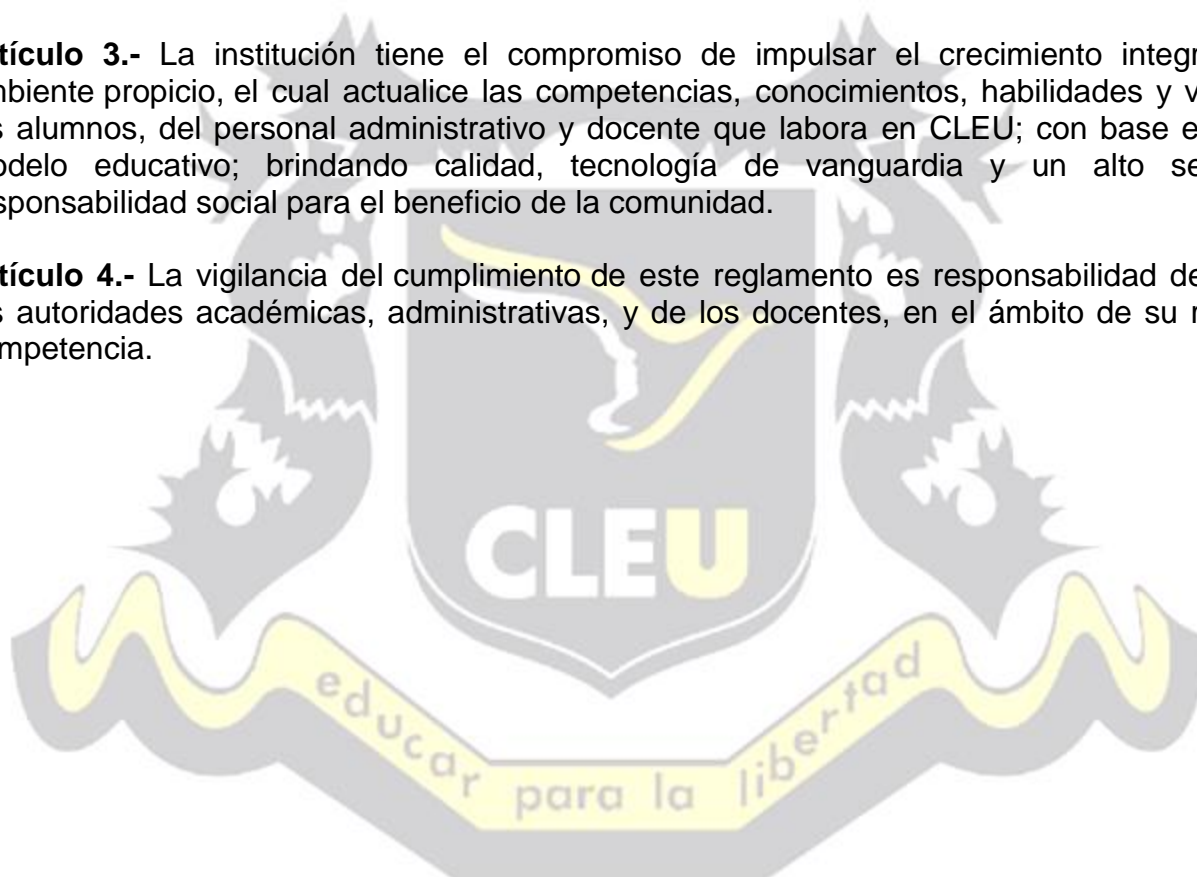 tículo 3.- La institución tiene el compromiso de impulsar el crecimiento integr
mbiente propicio, el cual actualice las competencias, conocimientos, habilidades y v
s alumnos, del personal administrativo y docente que labora en CLEU; con base e
odelo educativo; brindando calidad, tecnología de vanguardia y un alto se
sponsabilidad social para el beneficio de la comunidad.
tículo 4.- La vigilancia del cumplimiento de este reglamento es responsabilidad de
s autoridades académicas, administrativas, y de los docentes, en el ámbito de su r
mpetencia.
CLEU
educar para la libertad